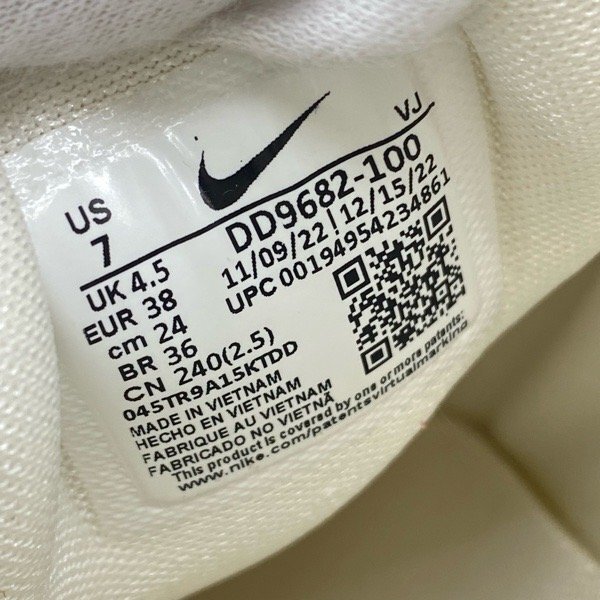 VJ
US
7
UK 4.5
EUR 38
cm 24
BR 36
CN 240(2.5)
DD9682-100
11/09/22 | 12/15/22
UPC 00194954234861
045TR9A15KTDD
MADE IN VIETNAM
HECHO EN VIETNAM
FABRIQUE AU VIETNAM
FABRICADO NO VIETNÃ
This product is covered by one or more patents:
www.nike.com/patentsvirtualmarking